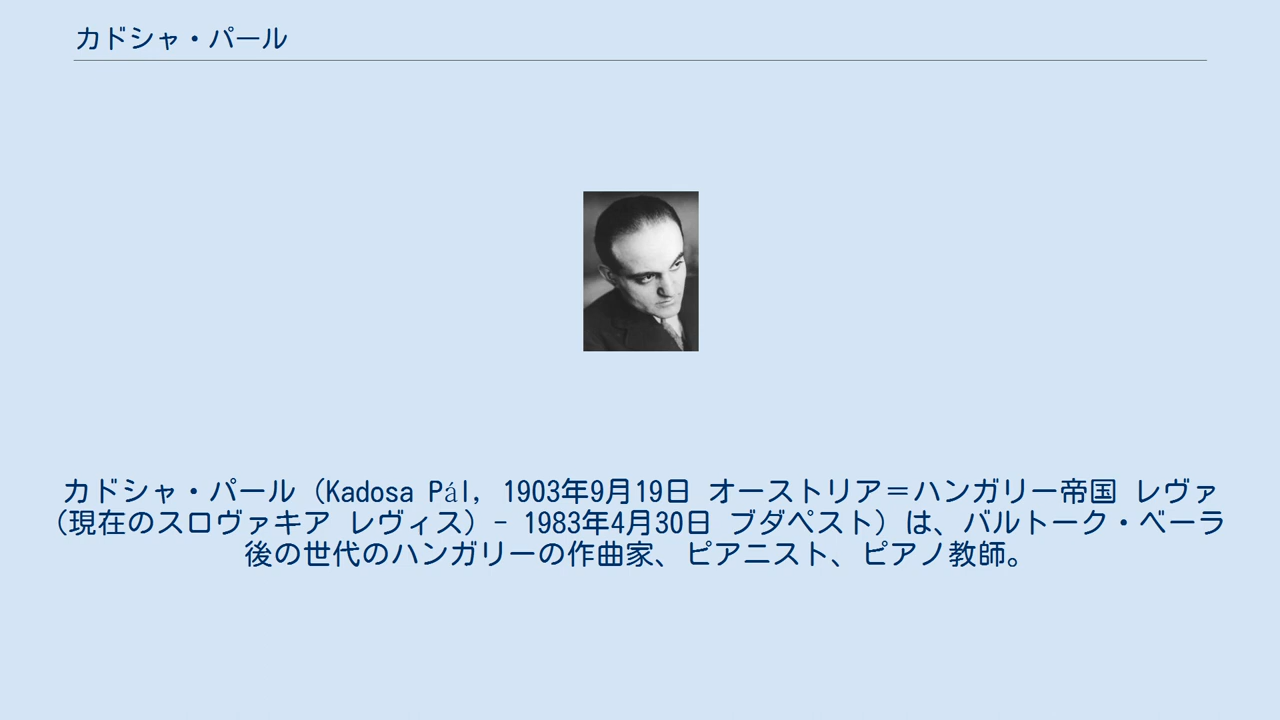 カドシャ・パール
カドシャ・パール（Kadosa Pál, 1903年9月19日 オーストリア＝ハンガリー帝国 レヴァ
（現在のスロヴァキア レヴィス）- 1983年4月30日 ブダペスト）は、バルトーク・ベーラ
後の世代のハンガリーの作曲家、ピアニスト、ピアノ教師。